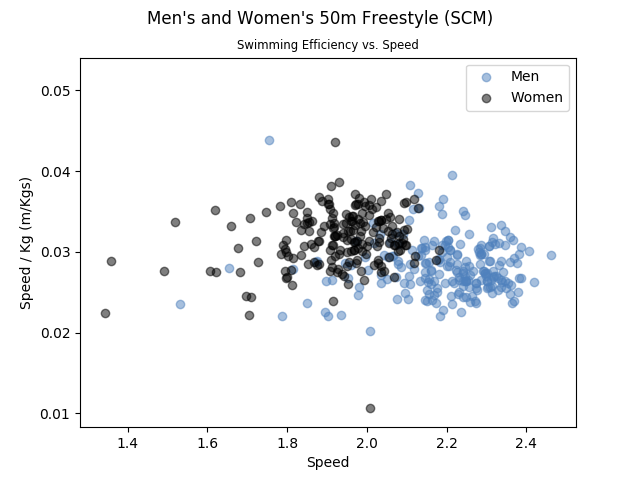 Men's and Women's 50m Freestyle (SCM)
Swimming Efficiency vs. Speed
Men
Women
0.05
0.04
0.03
0.02
0.01
Speed / Kg (m/Kgs)
1.4 1.6 1.8 2.0 2.2 2.4
Speed